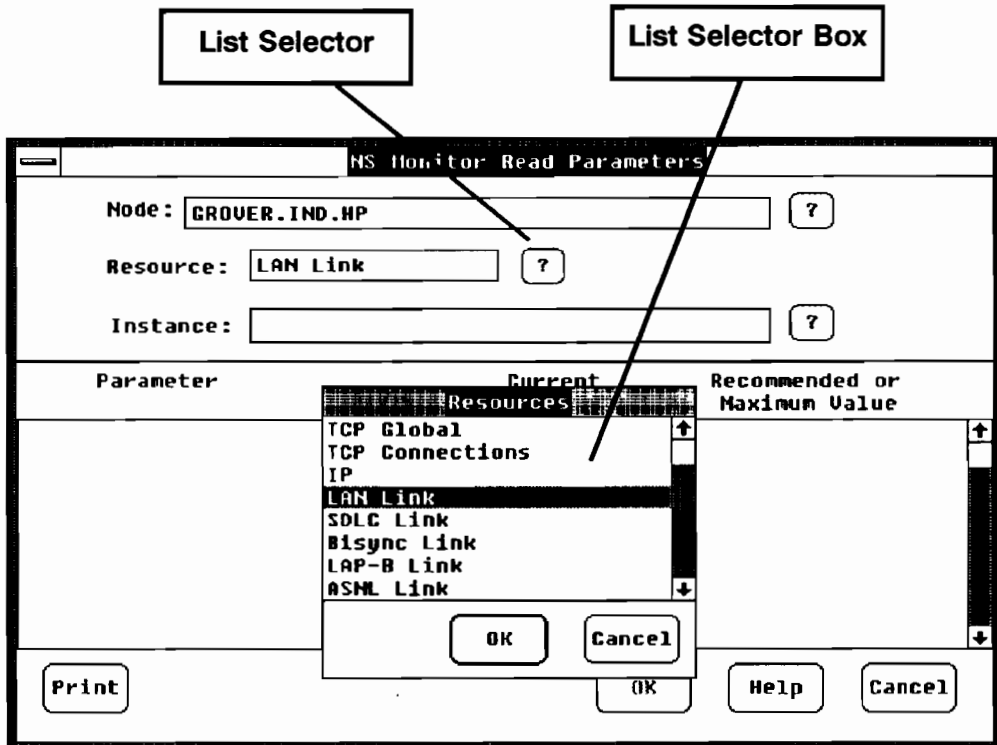 List Selector
List Selector Box
NS Monitor Read Parameters
Node: GROVER.IND.HP ?
Resource: LAN Link ?
Instance: ?
Parameter Current Recommended or
Maximum Value
Resources
TCP Global
TCP Connections
IP
LAN Link
SDLC Link
Bisync Link
LAP-B Link
ASNL Link
OK Cancel
Print OK Help Cancel